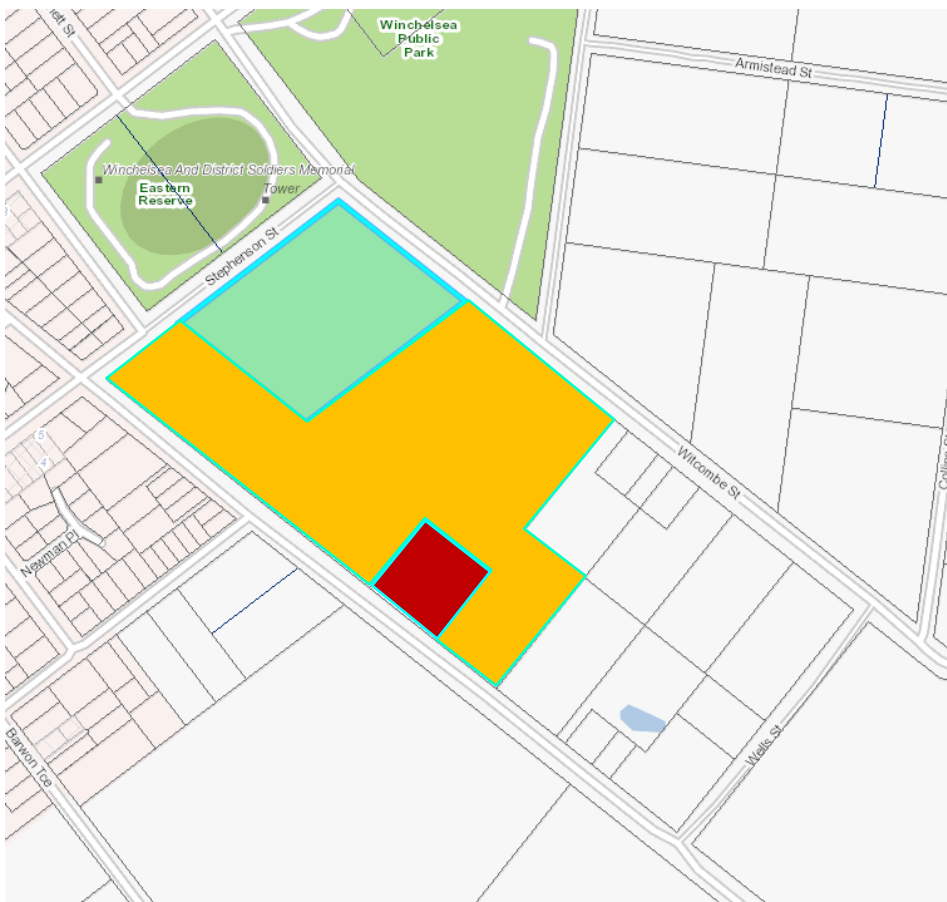 Winchelsea
Public
Park
Armistead St
Winchelsea And District Soldiers Memorial
Eastern
Reserve
Tower
Stephenson St
5
4
Newman Pl
Witcombe St
Wells St
Barwon Tce